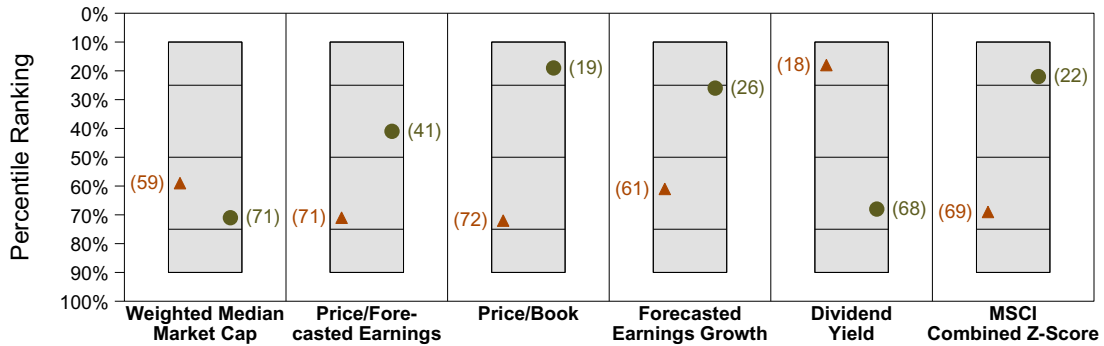 Percentile Ranking
0%
10%
20%
30%
40%
50%
60%
70%
80%
90%
100%
(59)
(71)
(71)
(41)
(72)
(19)
(61)
(26)
(18)
(68)
(69)
(22)
Weighted Median
Market Cap
Price/Fore-
casted Earnings
Price/Book
Forecasted
Earnings Growth
Dividend
Yield
MSCI
Combined Z-Score